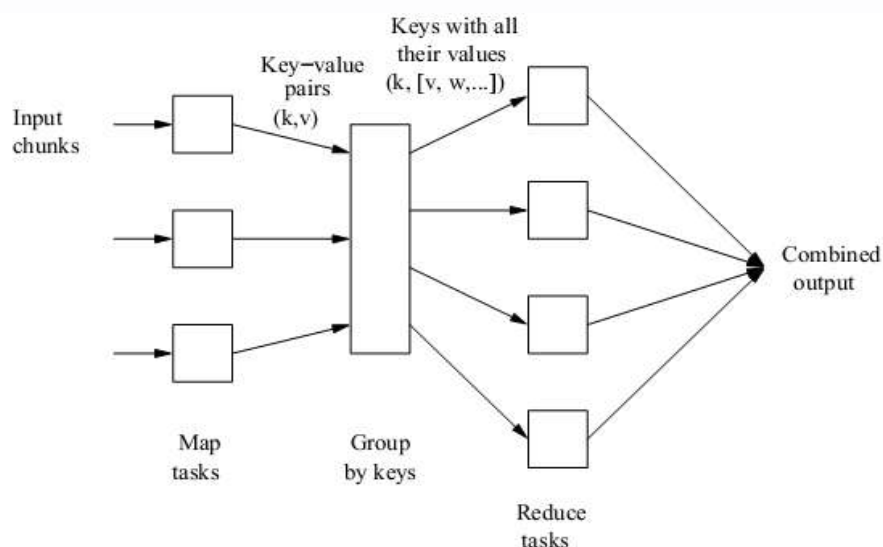 Input
chunks
Key−value
pairs
(k,v)
Keys with all
their values
(k, [v, w,...])
Combined
output
Map
tasks
Group
by keys
Reduce
tasks